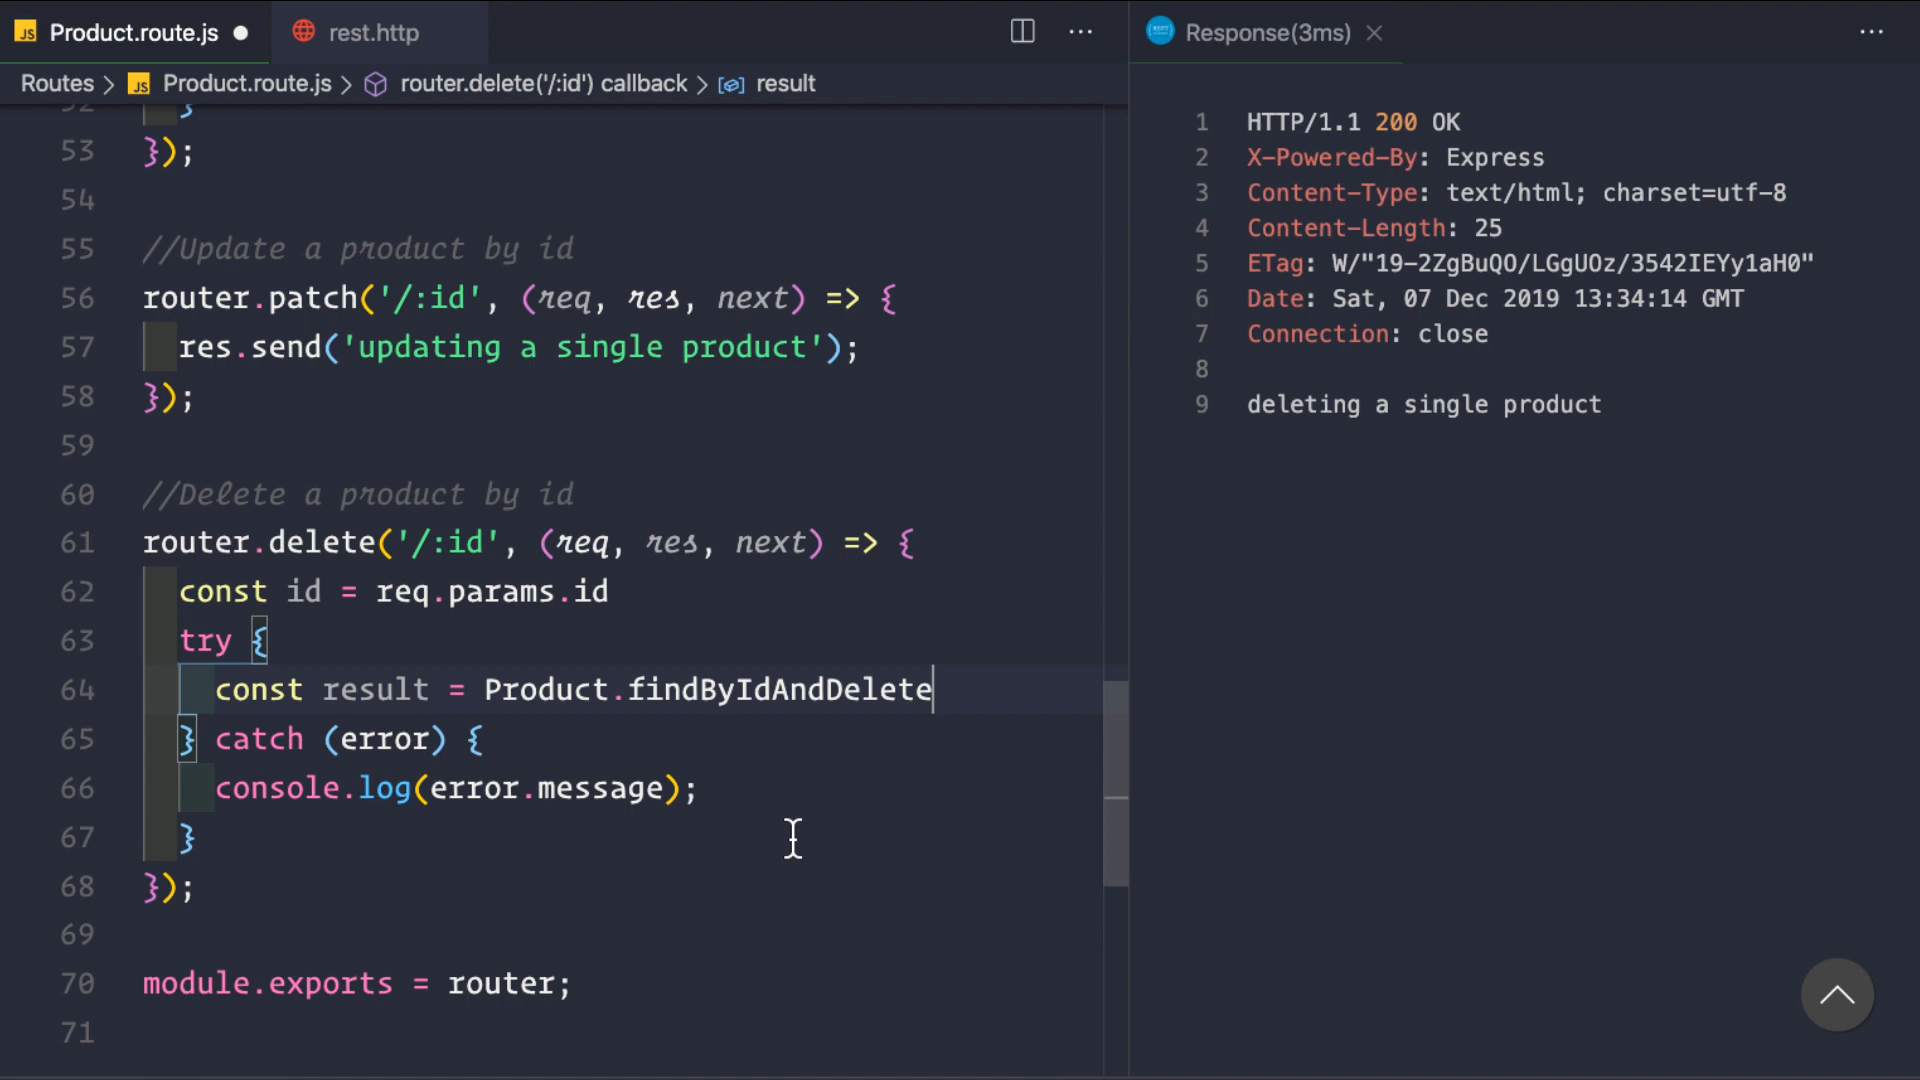 Product.route.js ●
rest.http
Response(3ms)
Routes > Product.route.js > router.delete('/:id') callback > result
52 }
53 });
54
55 //Update a product by id
56 router.patch('/:id', (req, res, next) => {
57 res.send('updating a single product');
58 });
59
60 //Delete a product by id
61 router.delete('/:id', (req, res, next) => {
62 const id = req.params.id
63 try {
64 const result = Product.findByIdAndDelete
65 } catch (error) {
66 console.log(error.message);
67 }
68 });
69
70 module.exports = router;
71
1 HTTP/1.1 200 OK
2 X-Powered-By: Express
3 Content-Type: text/html; charset=utf-8
4 Content-Length: 25
5 ETag: W/"19-2ZgBuQO/LGgUOz/3542IEYy1aH0"
6 Date: Sat, 07 Dec 2019 13:34:14 GMT
7 Connection: close
8
9 deleting a single product